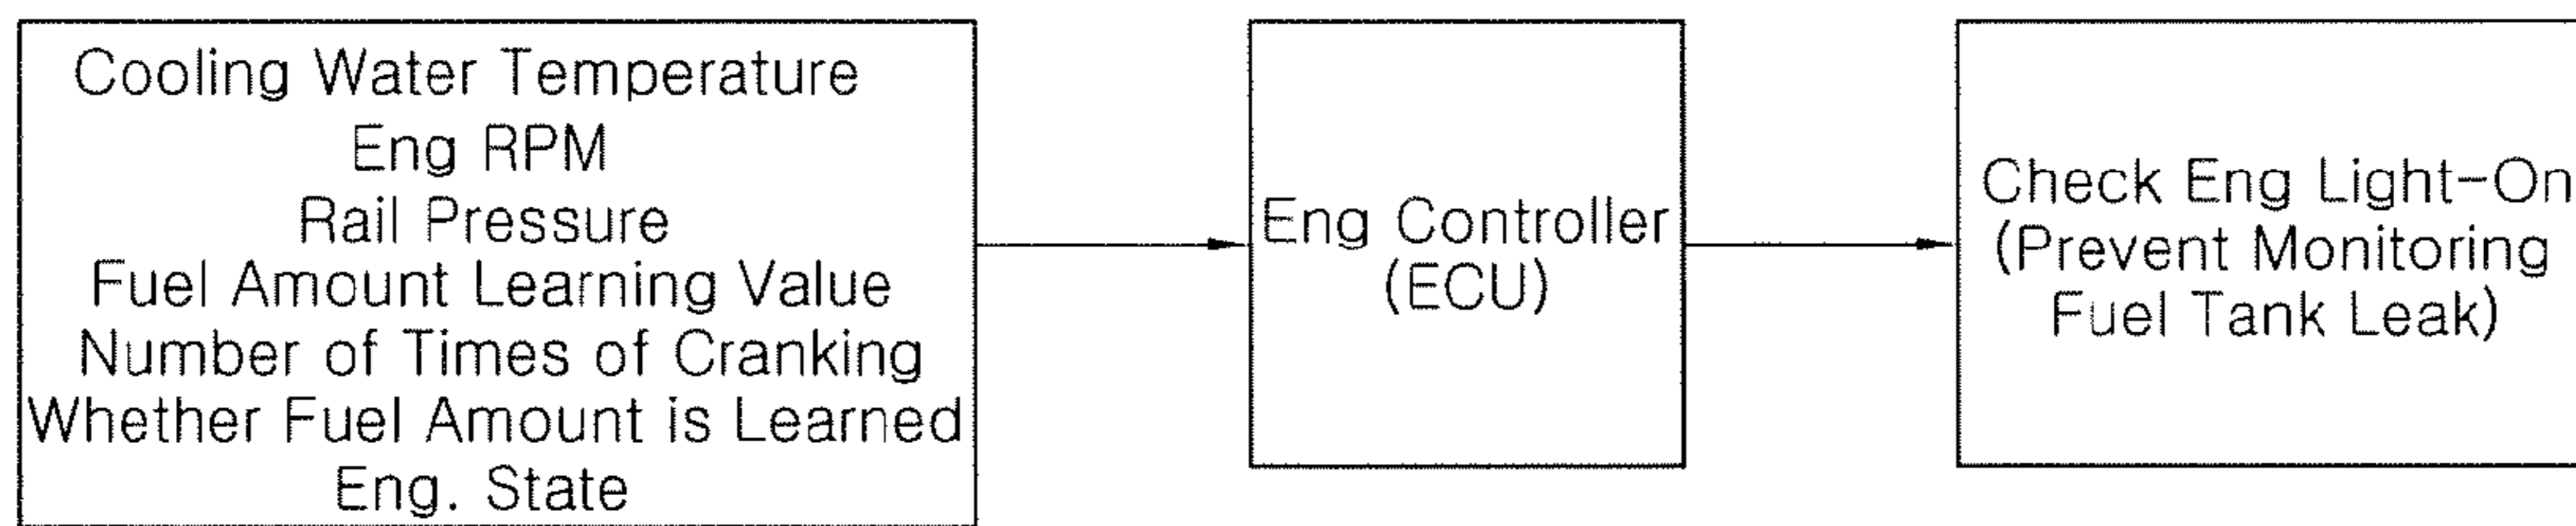 Cooling Water Temperature
Eng RPM
Rail Pressure
Fuel Amount Learning Value
Number of Times of Cranking
Whether Fuel Amount is Learned
Eng. State
Eng Controller
(ECU)
Check Eng Light-On
(Prevent Monitoring
Fuel Tank Leak)